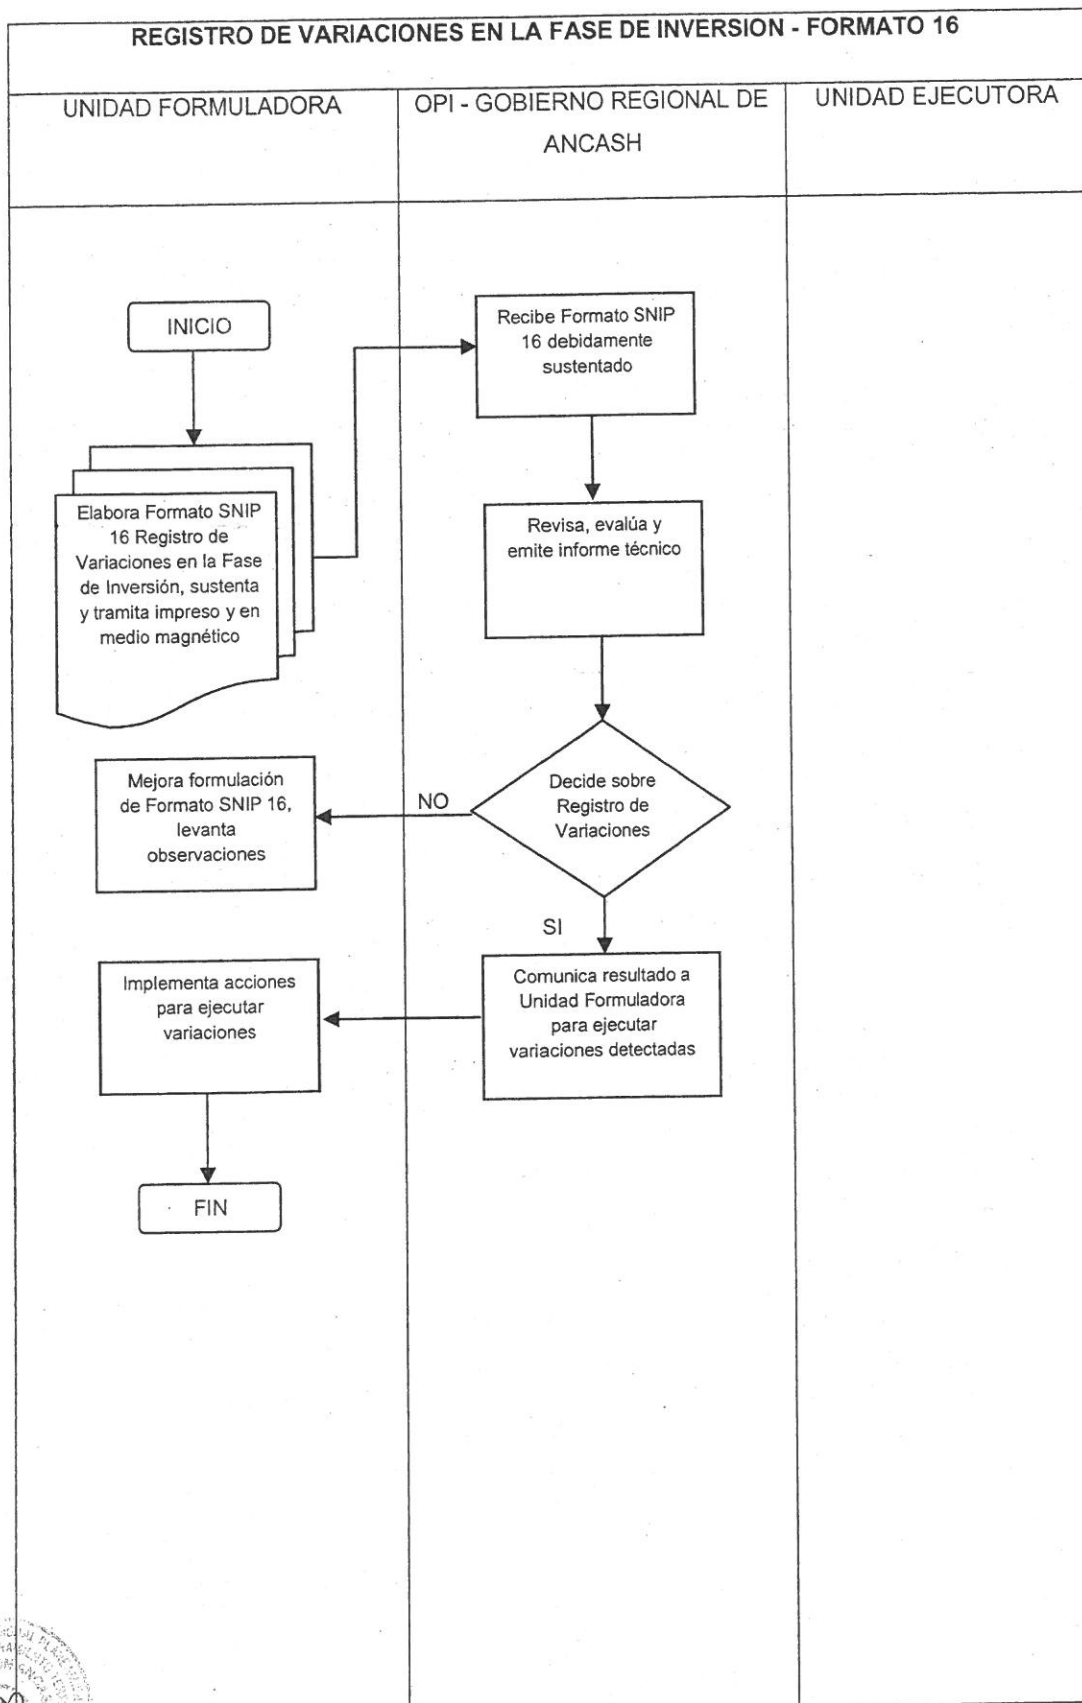 REGISTRO DE VARIACIONES EN LA FASE DE INVERSION - FORMATO 16
UNIDAD FORMULADORA
OPI - GOBIERNO REGIONAL DE
ANCASH
UNIDAD EJECUTORA
INICIO
Elabora Formato SNIP
16 Registro de
Variaciones en la Fase
de Inversión, sustenta
y tramita impreso y en
medio magnético
Recibe Formato SNIP
16 debidamente
sustentado
Revisa, evalúa y
emite informe técnico
Decide sobre
Registro de
Variaciones
NO
Mejora formulación
de Formato SNIP 16,
levanta
observaciones
SI
Comunica resultado a
Unidad Formuladora
para ejecutar
variaciones detectadas
Implementa acciones
para ejecutar
variaciones
FIN